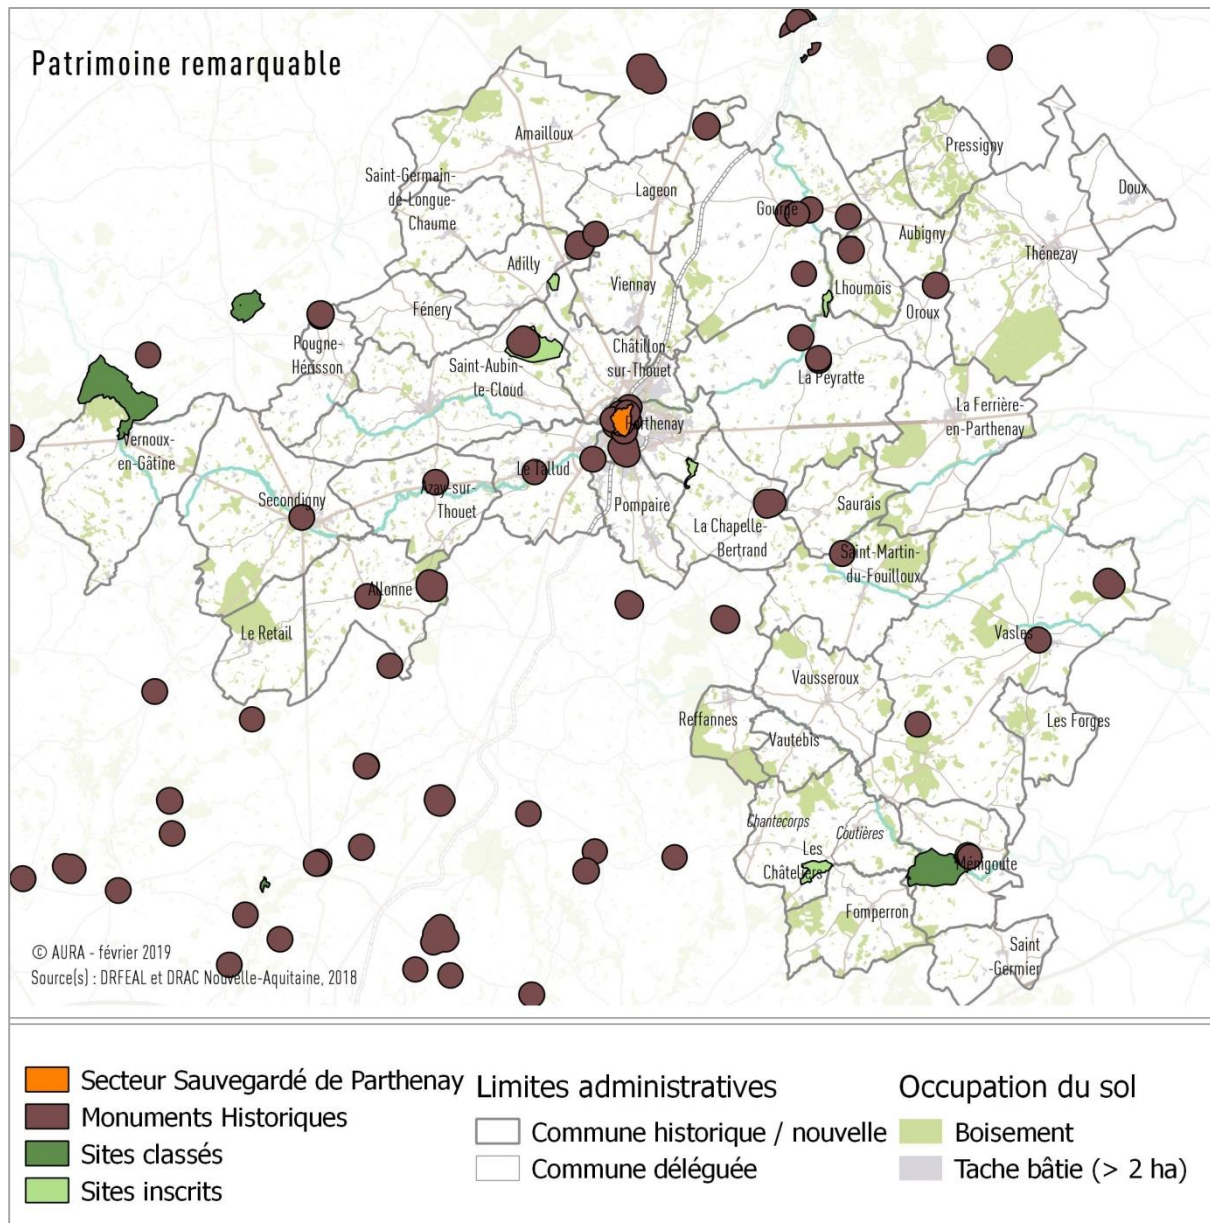 Patrimoine remarquable
Amailloux
Pressigny
Saint-Germain-
de-Longue-
Chaume
Lageon
Doux
Gourgé
Aubigny
Thénezay
Adilly
Viennay
Lhoumois
Oroux
Fénery
Pougne-
Hérisson
Châtillon
-sur-Thouet
Saint-Aubin-
le-Cloud
La Peyratte
La Ferrière-
en-Parthenay
Parthenay
Vernoux-
en-Gâtine
Le Tallud
Secondigny
Azay-sur-
Thouet
Pompaire
Saurais
La Chapelle-
Bertrand
Saint-Martin-
du-Fouilloux
Allonne
Le Retail
Vasles
Vausseroux
Reffannes
Les Forges
Vautebis
Chantecorps
Coutières
Les
Châteliers
Ménigoute
Fomperron
Saint
-Germier
© AURA - février 2019
Source(s) : DRFEAL et DRAC Nouvelle-Aquitaine, 2018
Secteur Sauvegardé de Parthenay
Monuments Historiques
Sites classés
Sites inscrits
Limites administratives
Commune historique / nouvelle
Commune déléguée
Occupation du sol
Boisement
Tache bâtie (> 2 ha)